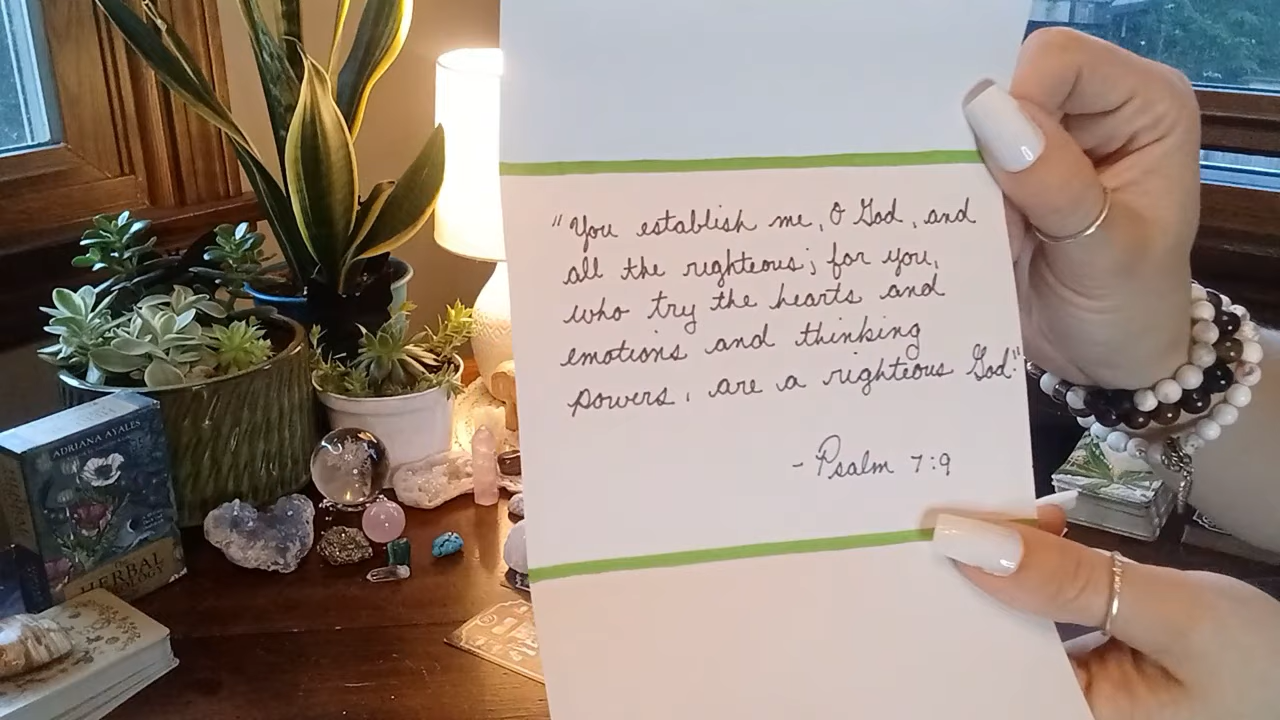 "You establish me, O God, and
all the righteous; for you,
who try the hearts and
emotions and thinking
powers, are a righteous God."
- Psalm 7:9
ADRIANA AYALES
HERBAL